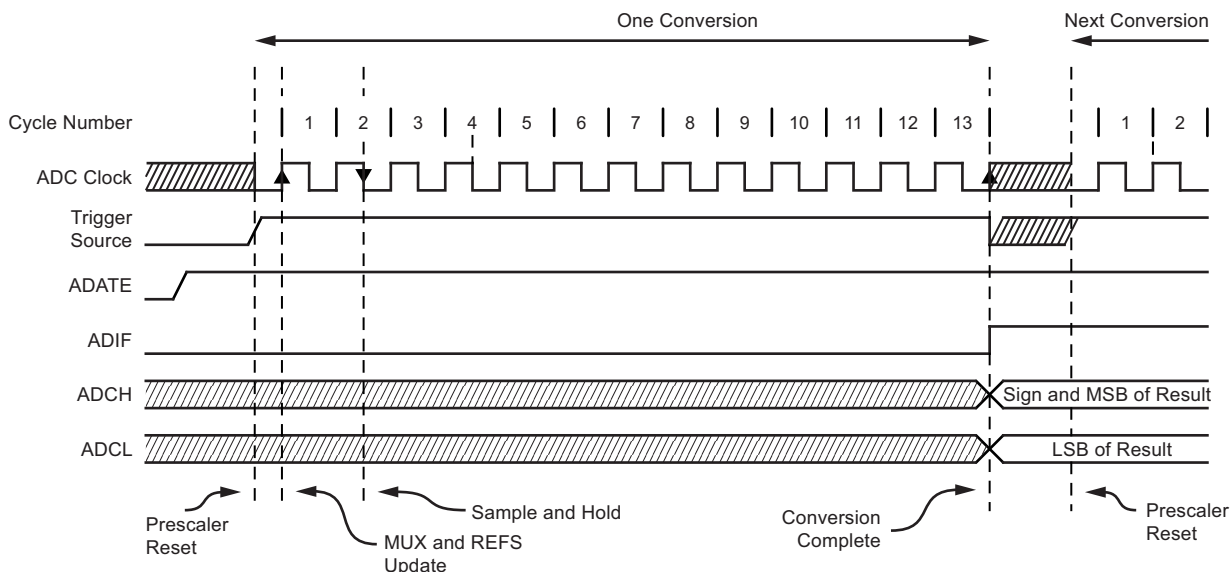 One Conversion
Next Conversion
Cycle Number 1 2 3 4 5 6 7 8 9 10 11 12 13 1 2
ADC Clock
Trigger
Source
ADATE
ADIF
ADCH
Sign and MSB of Result
ADCL
LSB of Result
Prescaler
Reset
MUX and REFS
Update
Sample and Hold
Conversion
Complete
Prescaler
Reset